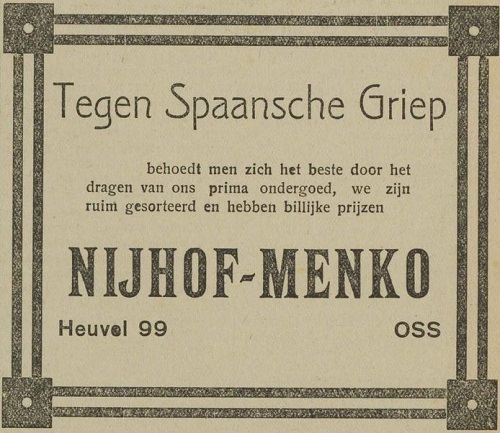 Tegen Spaansche Griep
behoedt men zich het beste door het
dragen van ons prima ondergoed, we zijn
ruim gesorteerd en hebben billijke prijzen
NIJHOF-MENKO
Heuvel 99 OSS